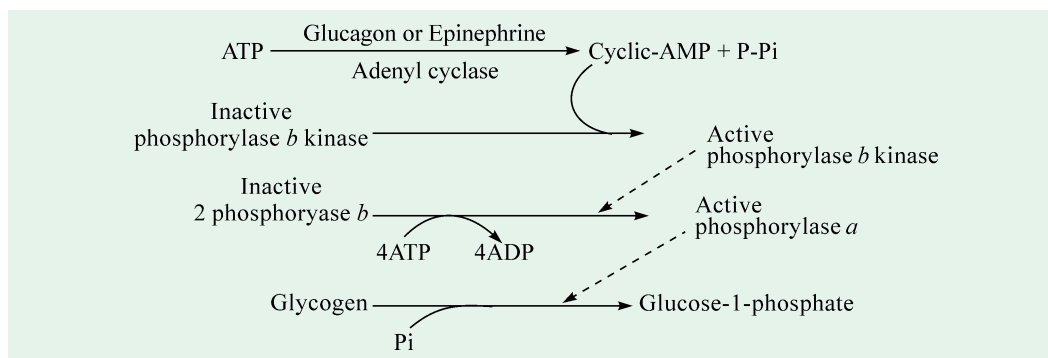 Glucagon or Epinephrine
ATP
Cyclic-AMP + P-Pi
Adenyl cyclase
Inactive
phosphorylase b kinase
Active
phosphorylase b kinase
Inactive
2 phosphoryase b
Active
phosphorylase a
4ATP
4ADP
Glycogen
Glucose-1-phosphate
Pi